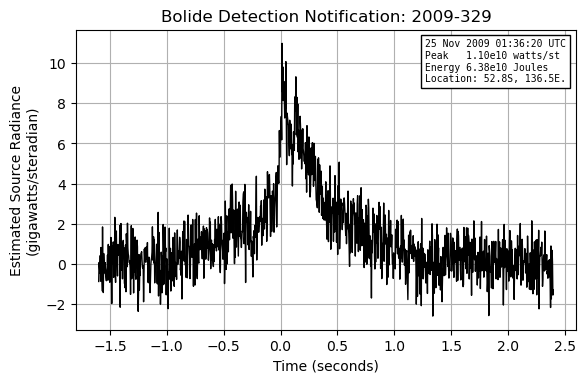 Bolide Detection Notification: 2009-329
25 Nov 2009 01:36:20 UTC
Peak   1.10e10 watts/st
Energy 6.38e10 Joules
Location: 52.8S, 136.5E.
Estimated Source Radiance
(gigawatts/steradian)
10
8
6
4
2
0
−2
−1.5 −1.0 −0.5 0.0 0.5 1.0 1.5 2.0 2.5
Time (seconds)